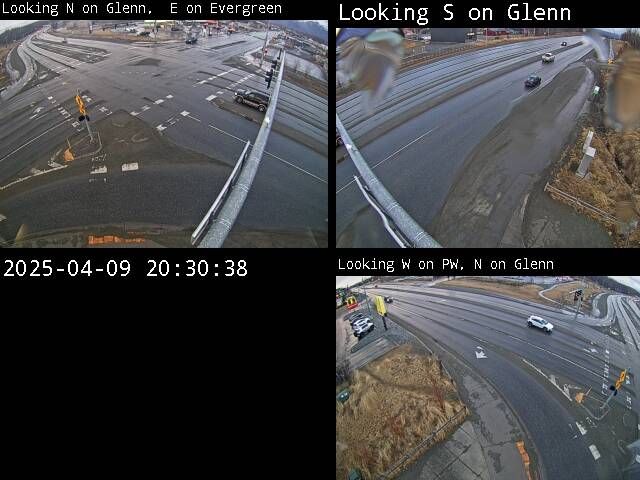 Looking N on Glenn,  E on Evergreen
Looking S on Glenn
2025-04-09 20:30:38
Looking W on PW, N on Glenn